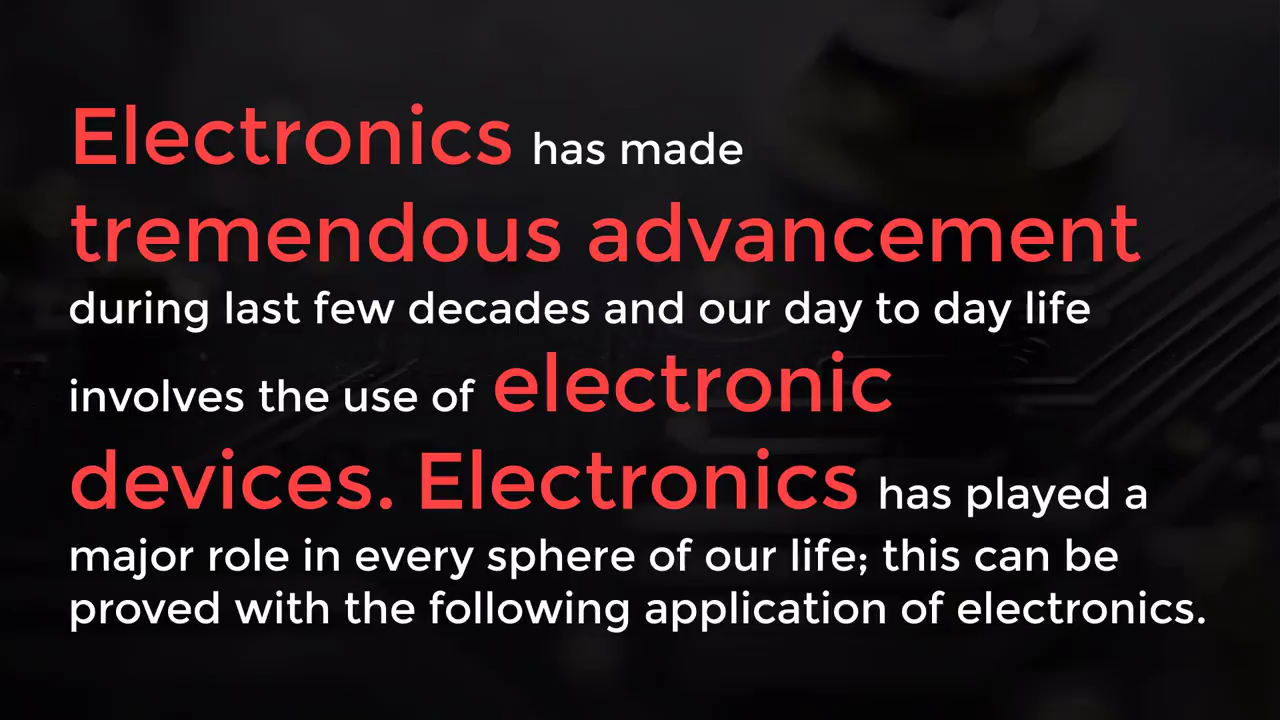 Electronics has made
tremendous advancement
during last few decades and our day to day life
involves the use of electronic
devices. Electronics has played a
major role in every sphere of our life; this can be
proved with the following application of electronics.